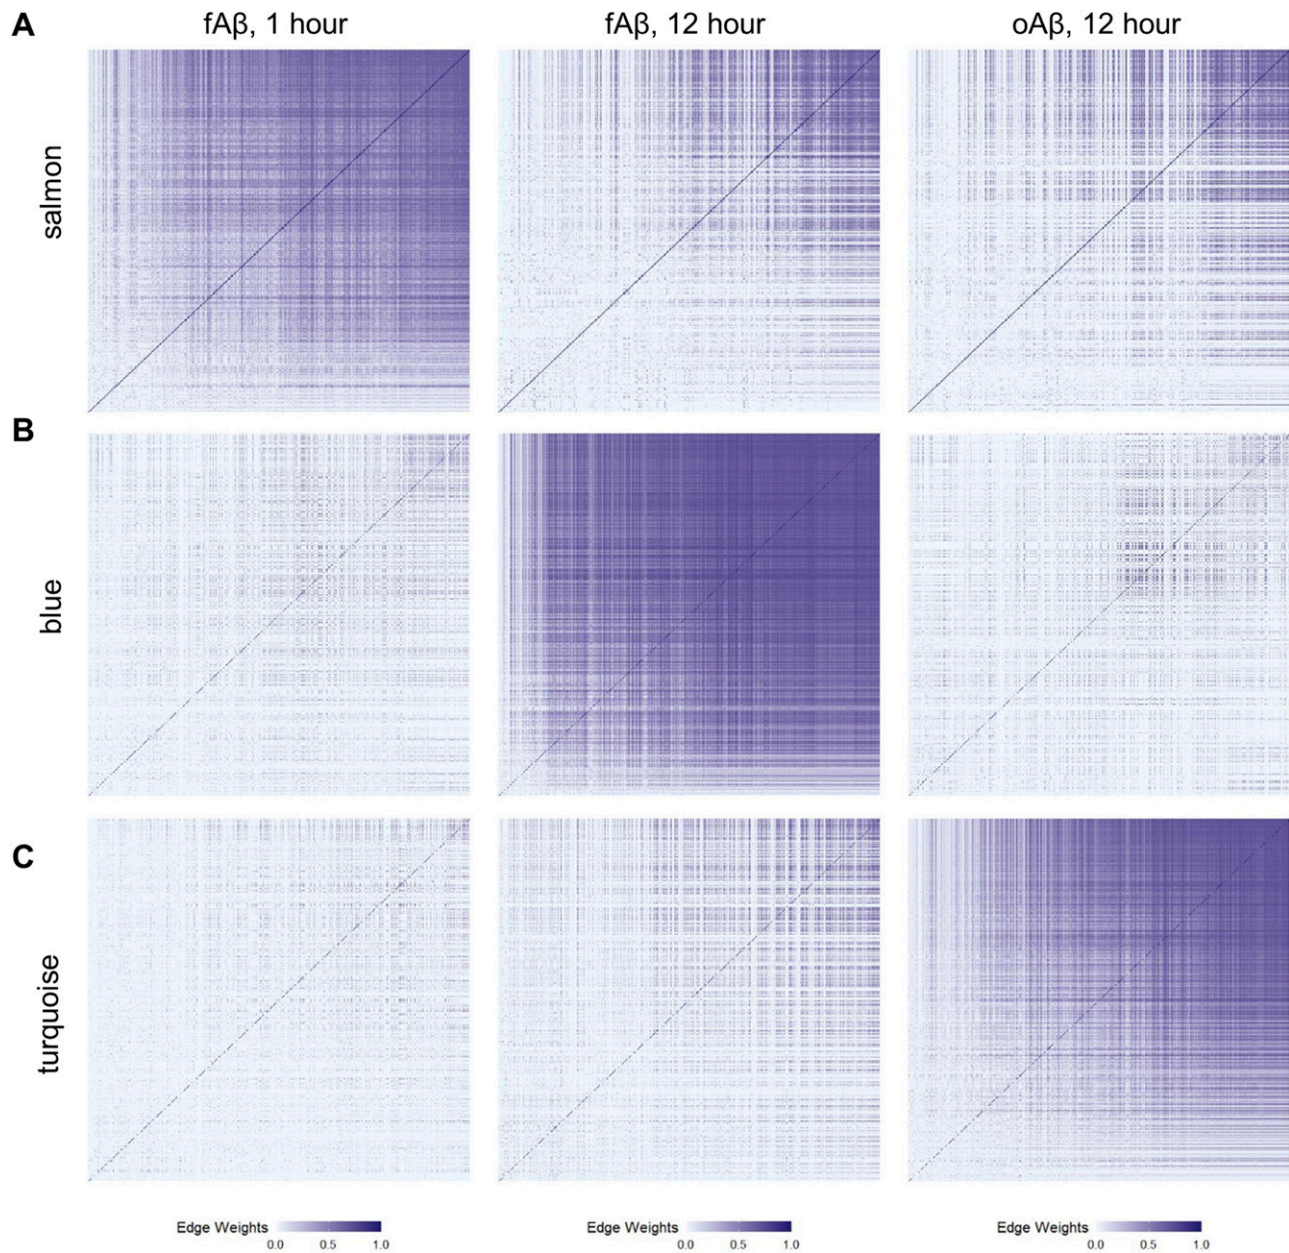 A
fAβ, 1 hour
fAβ, 12 hour
oAβ, 12 hour
salmon
B
blue
C
turquoise
Edge Weights
0.0 0.5 1.0
Edge Weights
0.0 0.5 1.0
Edge Weights
0.0 0.5 1.0